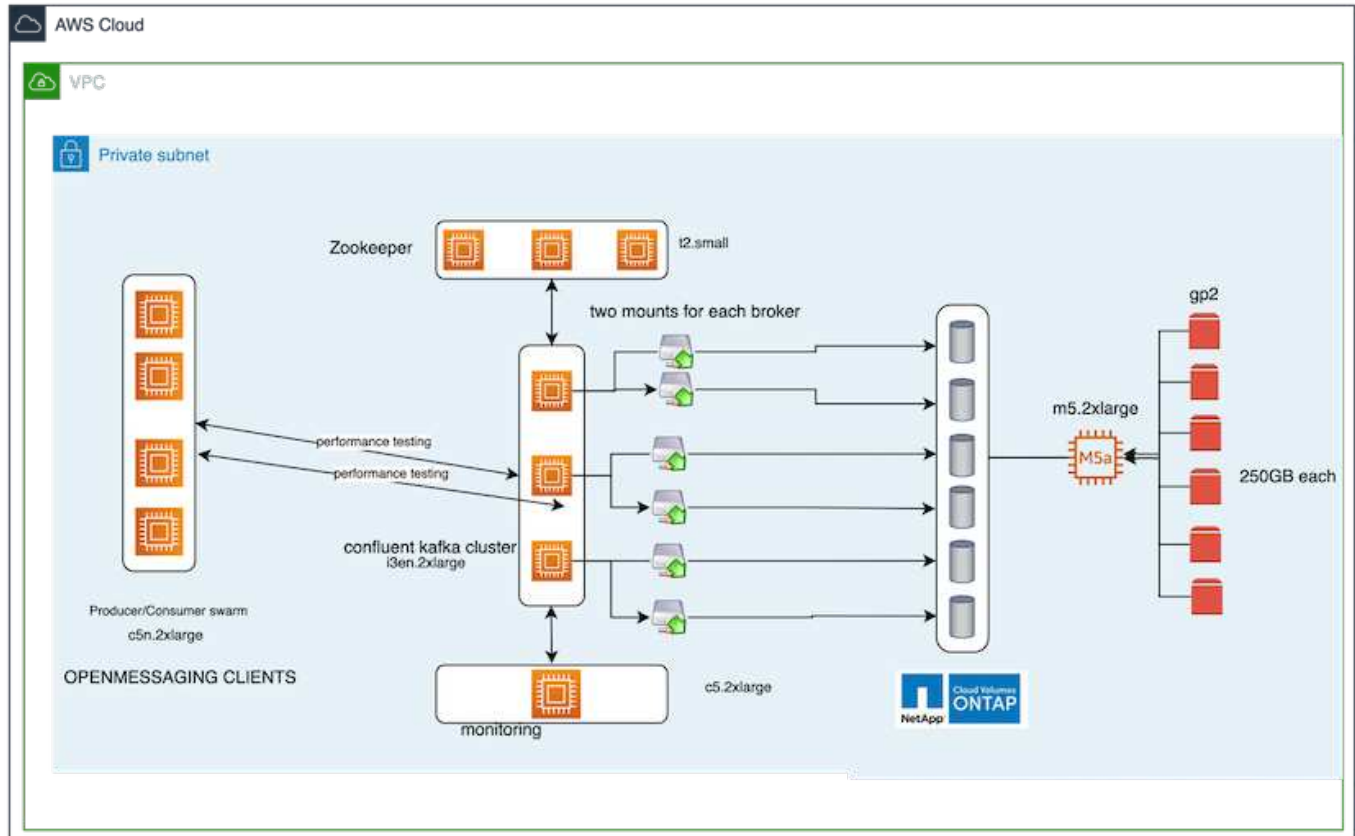 AWS Cloud
VPC
Private subnet
Zookeeper
t2.small
two mounts for each broker
gp2
m5.2xlarge
M5a
250GB each
performance testing
performance testing
confluent kafka cluster
i3en.2xlarge
Producer/Consumer swarm
c5n.2xlarge
OPENMESSAGING CLIENTS
c5.2xlarge
monitoring
NetApp
Cloud Volumes
ONTAP